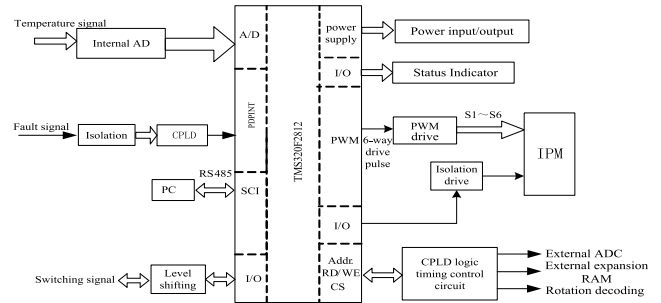 Temperature signal
Internal AD
A/D
power
supply
Power input/output
I/O
Status Indicator
Fault signal
Isolation
CPLD
PDPINT
TMS320F2812
PWM
6-way
drive
pulse
PWM
drive
S1～S6
IPM
Isolation
drive
RS485
PC
SCI
I/O
Switching signal
Level
shifting
I/O
Addr.
RD/WE
CS
CPLD logic
timing control
circuit
External ADC
External expansion
RAM
Rotation decoding